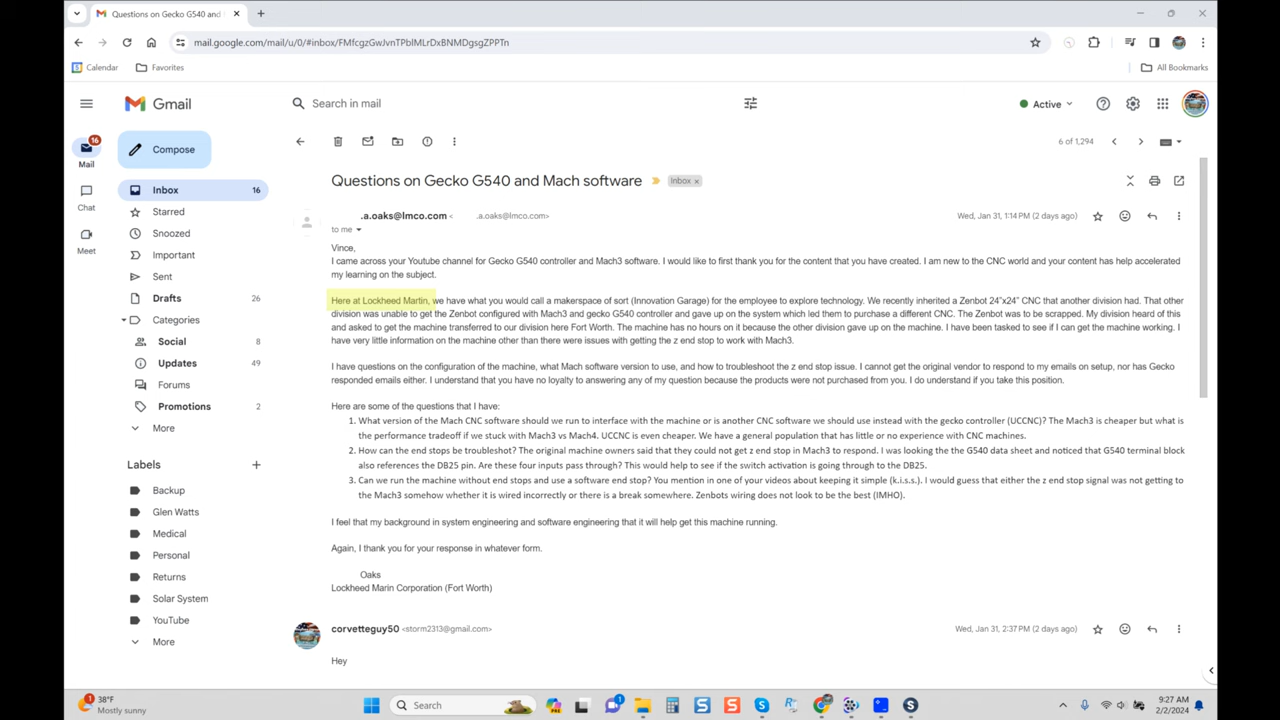 Questions on Gecko G540 and
mail.google.com/mail/u/0/#inbox/FMfcgzGwJvnTPblMLrDxBNMDgsgZPPTn
Calendar
Favorites
All Bookmarks
Gmail
Search in mail
Active
16
Mail
Compose
6 of 1,294
Inbox 16
Questions on Gecko G540 and Mach software
Inbox ×
Chat
Starred
.a.oaks@lmco.com < .a.oaks@lmco.com>
Wed, Jan 31, 1:14 PM (2 days ago)
Snoozed
to me
Meet
Important
Sent
Drafts 26
Categories
Social 8
Updates 49
Forums
Promotions 2
More
Labels
Backup
Glen Watts
Medical
Personal
Returns
Solar System
YouTube
More
Vince,
I came across your Youtube channel for Gecko G540 controller and Mach3 software. I would like to first thank you for the content that you have created. I am new to the CNC world and your content has help accelerated
my learning on the subject.
Here at Lockheed Martin, we have what you would call a makerspace of sort (Innovation Garage) for the employee to explore technology. We recently inherited a Zenbot 24"x24" CNC that another division had. That other
division was unable to get the Zenbot configured with Mach3 and gecko G540 controller and gave up on the system which led them to purchase a different CNC. The Zenbot was to be scrapped. My division heard of this
and asked to get the machine transferred to our division here Fort Worth. The machine has no hours on it because the other division gave up on the machine. I have been tasked to see if I can get the machine working. I
have very little information on the machine other than there were issues with getting the z end stop to work with Mach3.
I have questions on the configuration of the machine, what Mach software version to use, and how to troubleshoot the z end stop issue. I cannot get the original vendor to respond to my emails on setup, nor has Gecko
responded emails either. I understand that you have no loyalty to answering any of my question because the products were not purchased from you. I do understand if you take this position.
Here are some of the questions that I have:
1. What version of the Mach CNC software should we run to interface with the machine or is another CNC software we should use instead with the gecko controller (UCCNC)? The Mach3 is cheaper but what is
the performance tradeoff if we stuck with Mach3 vs Mach4. UCCNC is even cheaper. We have a general population that has little or no experience with CNC machines.
2. How can the end stops be troubleshot? The original machine owners said that they could not get z end stop in Mach3 to respond. I was looking the the G540 data sheet and noticed that G540 terminal block
also references the DB25 pin. Are these four inputs pass through? This would help to see if the switch activation is going through to the DB25.
3. Can we run the machine without end stops and use a software end stop? You mention in one of your videos about keeping it simple (k.i.s.s.). I would guess that either the z end stop signal was not getting to
the Mach3 somehow whether it is wired incorrectly or there is a break somewhere. Zenbots wiring does not look to be the best (IMHO).
I feel that my background in system engineering and software engineering that it will help get this machine running.
Again, I thank you for your response in whatever form.
Oaks
Lockheed Marin Corporation (Fort Worth)
corvetteguy50 <storm2313@gmail.com>
Wed, Jan 31, 2:37 PM (2 days ago)
Hey
1
38°F
Mostly sunny
Search
1
9:27 AM
2/2/2024